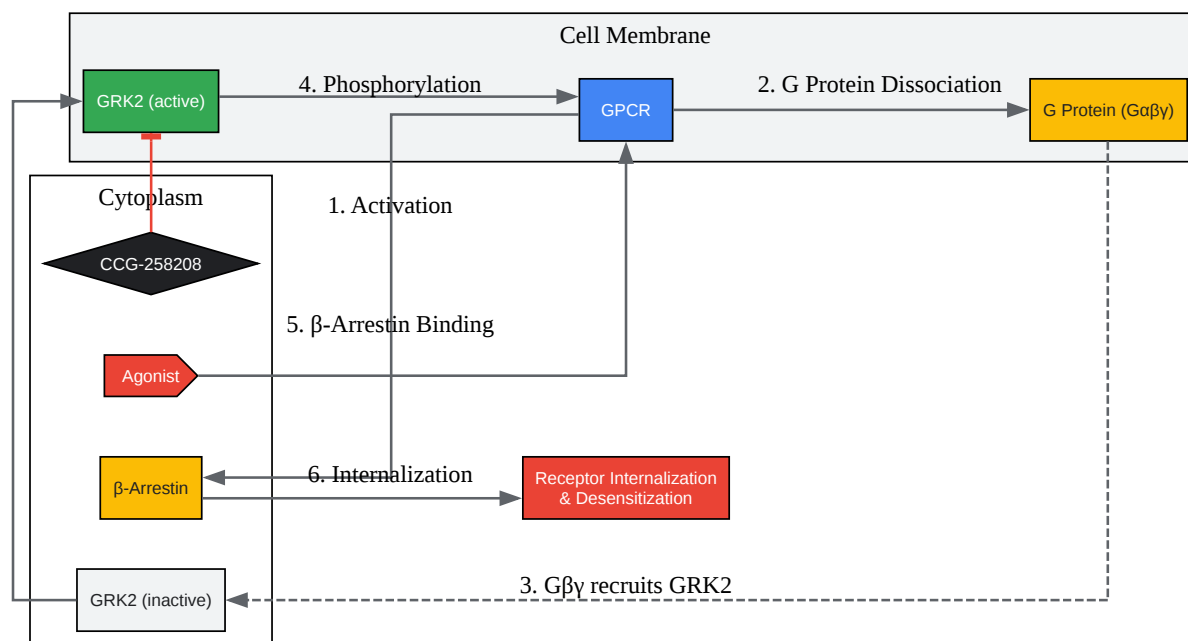 Cell Membrane
GRK2 (active)
4. Phosphorylation
GPCR
2. G Protein Dissociation
G Protein (Gαβγ)
Cytoplasm
1. Activation
CCG-258208
5. β-Arrestin Binding
Agonist
β-Arrestin
6. Internalization
Receptor Internalization
& Desensitization
GRK2 (inactive)
3. Gβγ recruits GRK2